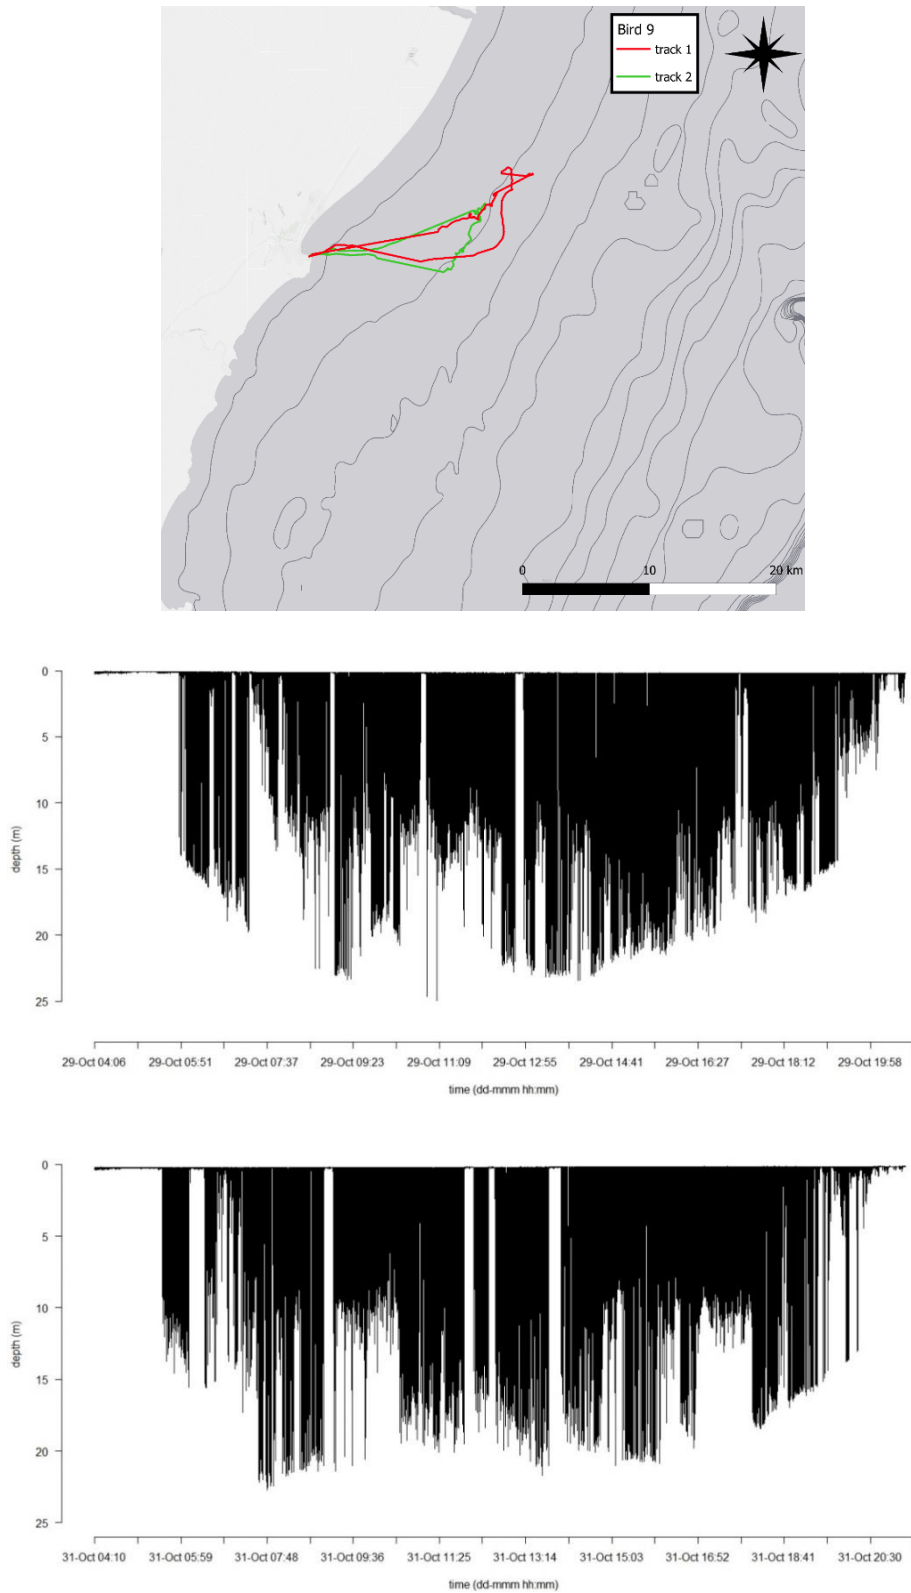 Bird 9
track 1
track 2
0 10 20 km
0
5
10
15
20
25
depth (m)
29-Oct 04:06 29-Oct 05:51 29-Oct 07:37 29-Oct 09:23 29-Oct 11:09 29-Oct 12:55 29-Oct 14:41 29-Oct 16:27 29-Oct 18:12 29-Oct 19:58
time (dd-mmm hh:mm)
0
5
10
15
20
25
depth (m)
31-Oct 04:10 31-Oct 05:59 31-Oct 07:48 31-Oct 09:36 31-Oct 11:25 31-Oct 13:14 31-Oct 15:03 31-Oct 16:52 31-Oct 18:41 31-Oct 20:30
time (dd-mmm hh:mm)